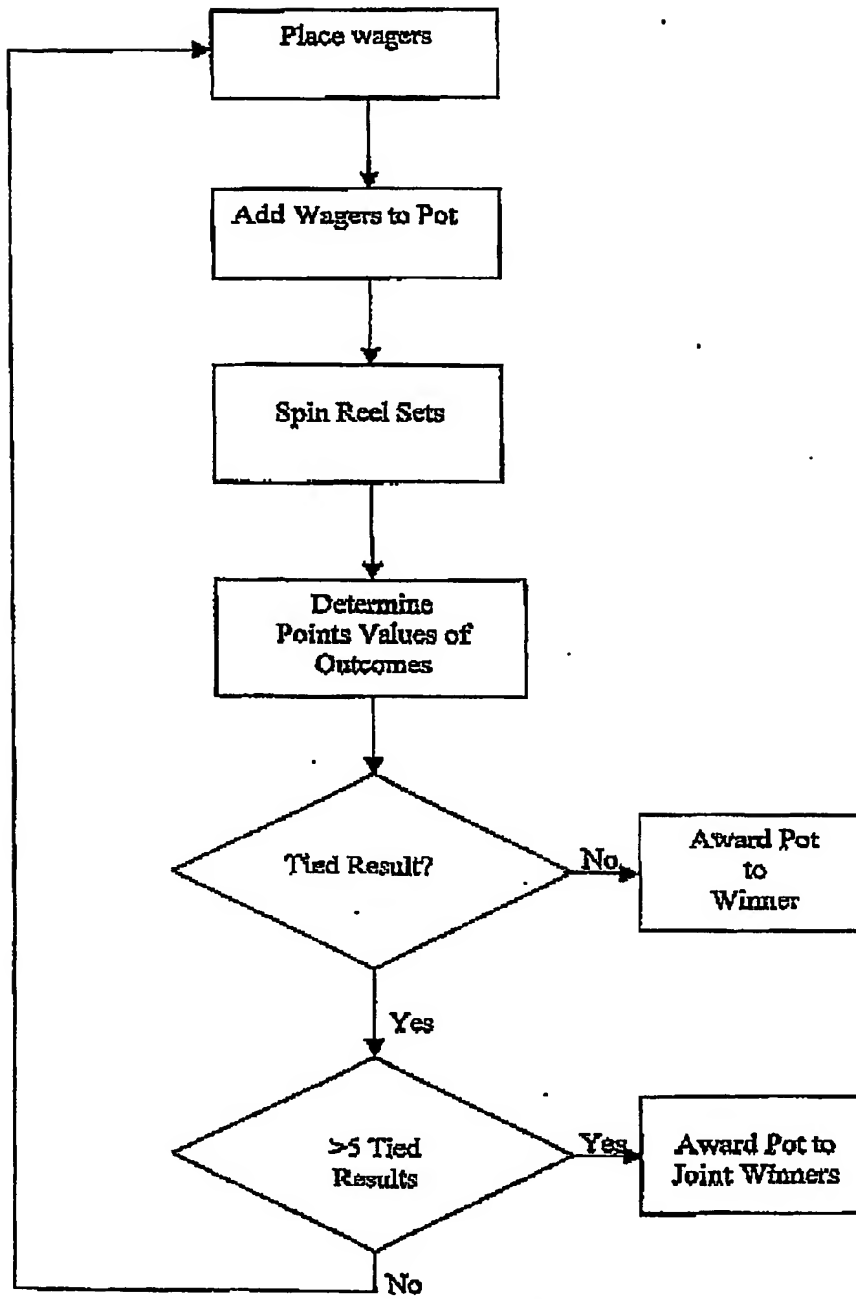 Place wagers
Add Wagers to Pot
Spin Reel Sets
Determine
Points Values of
Outcomes
Tied Result?
No
Award Pot
to
Winner
Yes
>5 Tied
Results
Yes
Award Pot to
Joint Winners
No